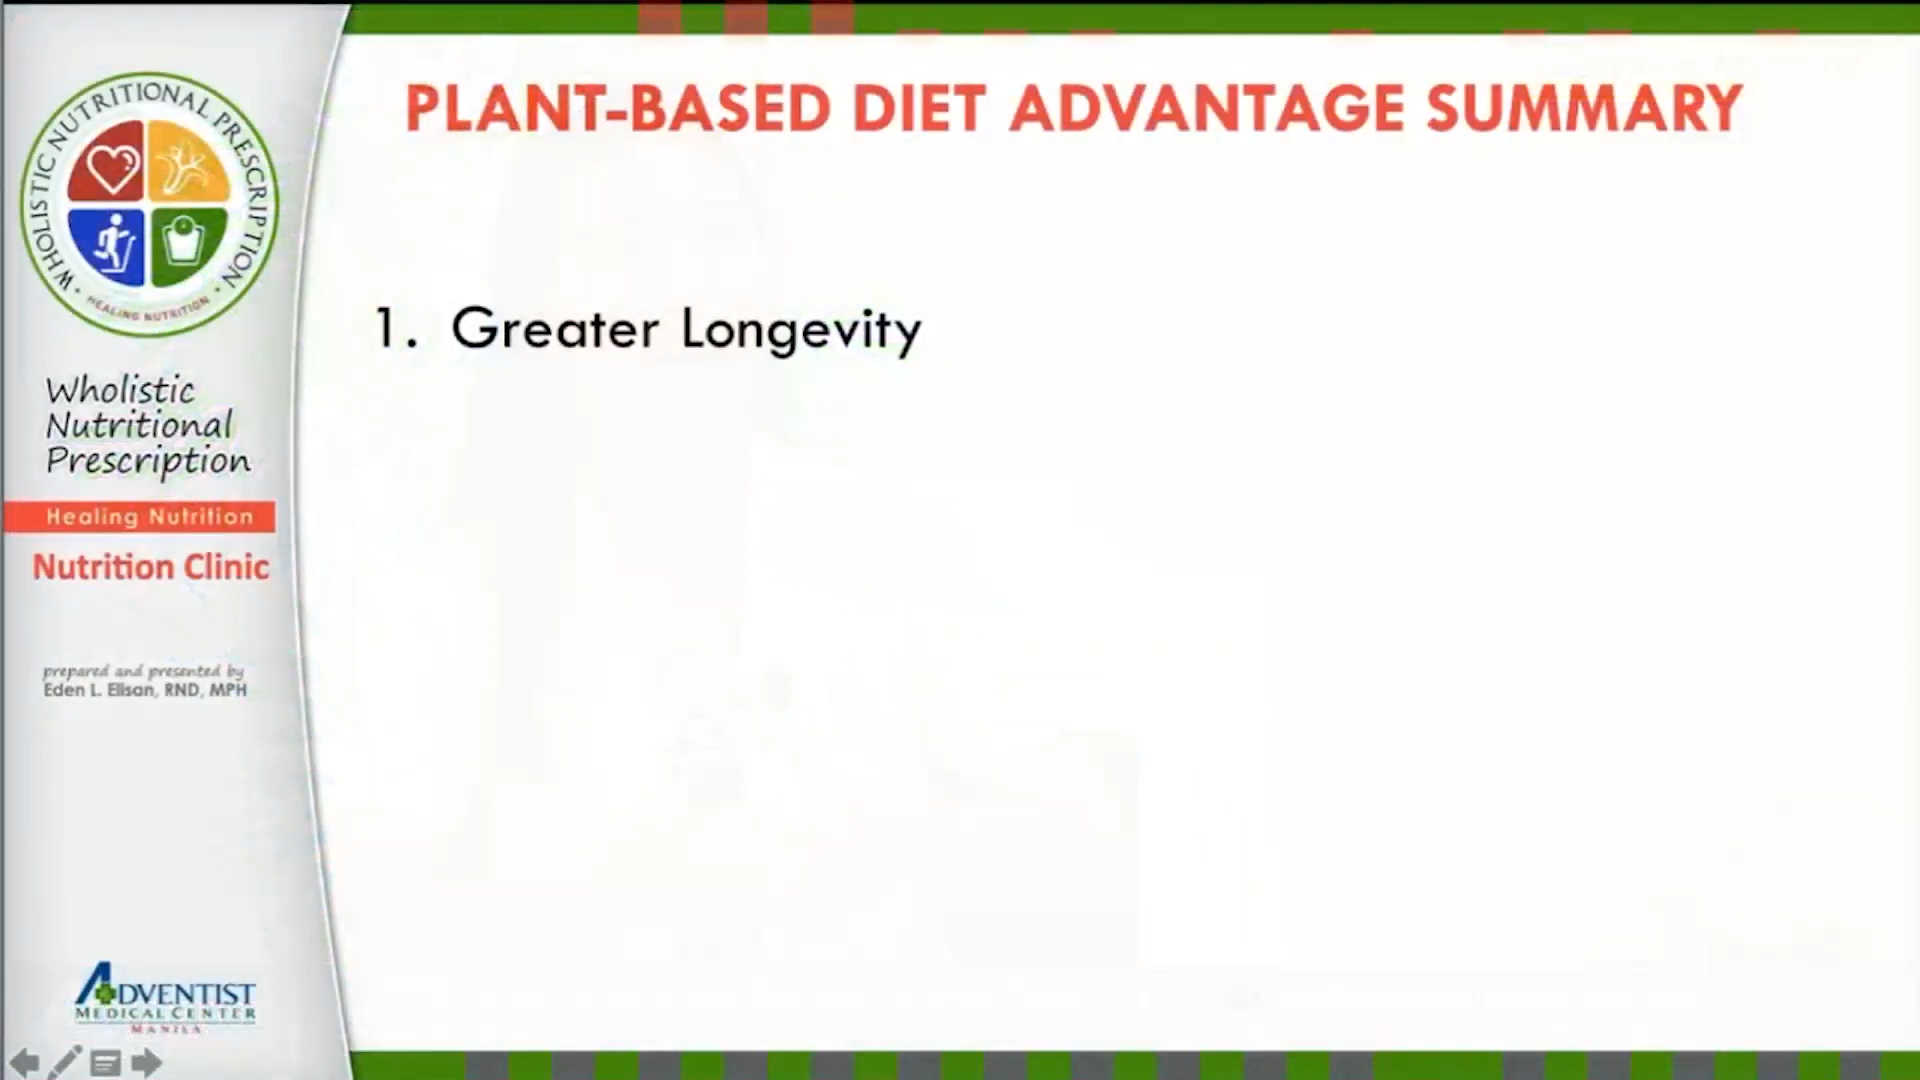 WHOLISTIC NUTRITIONAL PRESCRIPTION
HEALING NUTRITION
Wholistic
Nutritional
Prescription
Healing Nutrition
Nutrition Clinic
prepared and presented by
Eden L. Elisan, RND, MPH
ADVENTIST
MEDICAL CENTER
MANILA
PLANT-BASED DIET ADVANTAGE SUMMARY
1. Greater Longevity